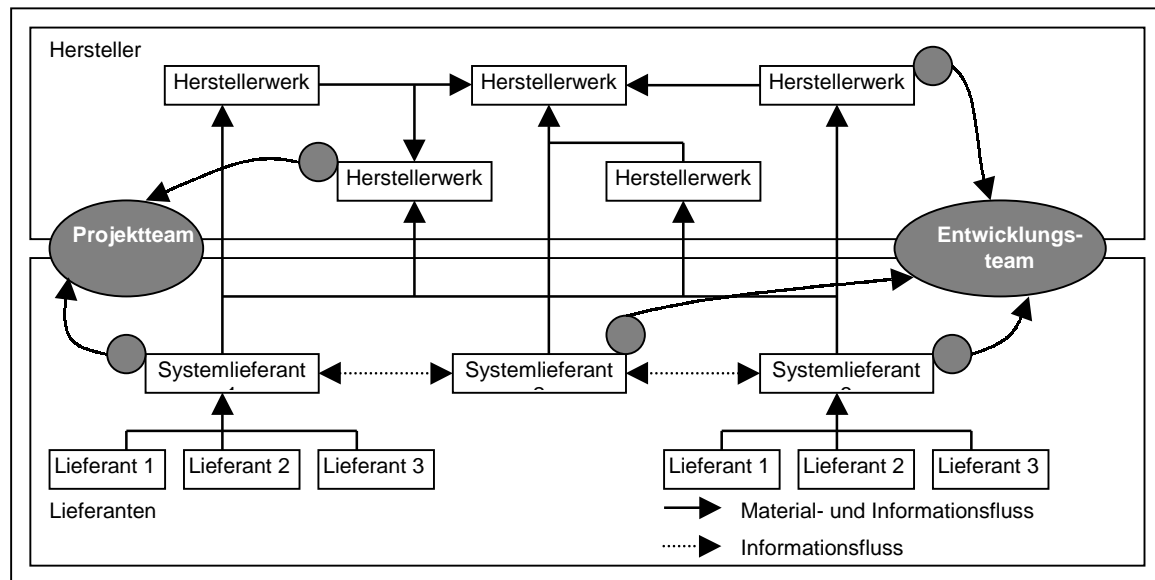 Hersteller
Herstellerwerk
Herstellerwerk
Herstellerwerk
Herstellerwerk
Herstellerwerk
Projektteam
Entwicklungs-
team
Systemlieferant
Systemlieferant
Systemlieferant
Lieferant 1
Lieferant 2
Lieferant 3
Lieferant 1
Lieferant 2
Lieferant 3
Lieferanten
Material- und Informationsfluss
Informationsfluss